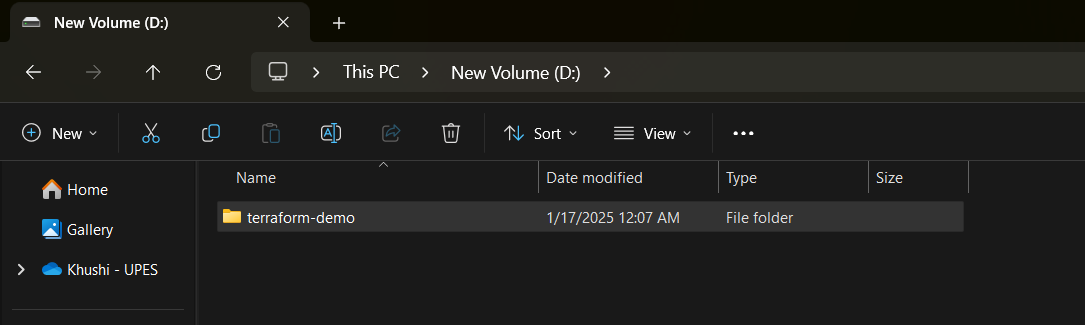 New Volume (D:)
This PC New Volume (D:)
New Sort View
Name Date modified Type Size
Home
terraform-demo 1/17/2025 12:07 AM File folder
Gallery
Khushi - UPES